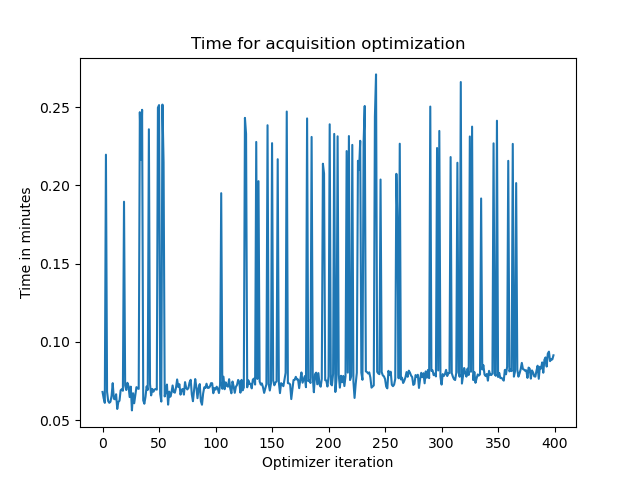 Time for acquisition optimization
Time in minutes
0.25
0.20
0.15
0.10
0.05
0 50 100 150 200 250 300 350 400
Optimizer iteration